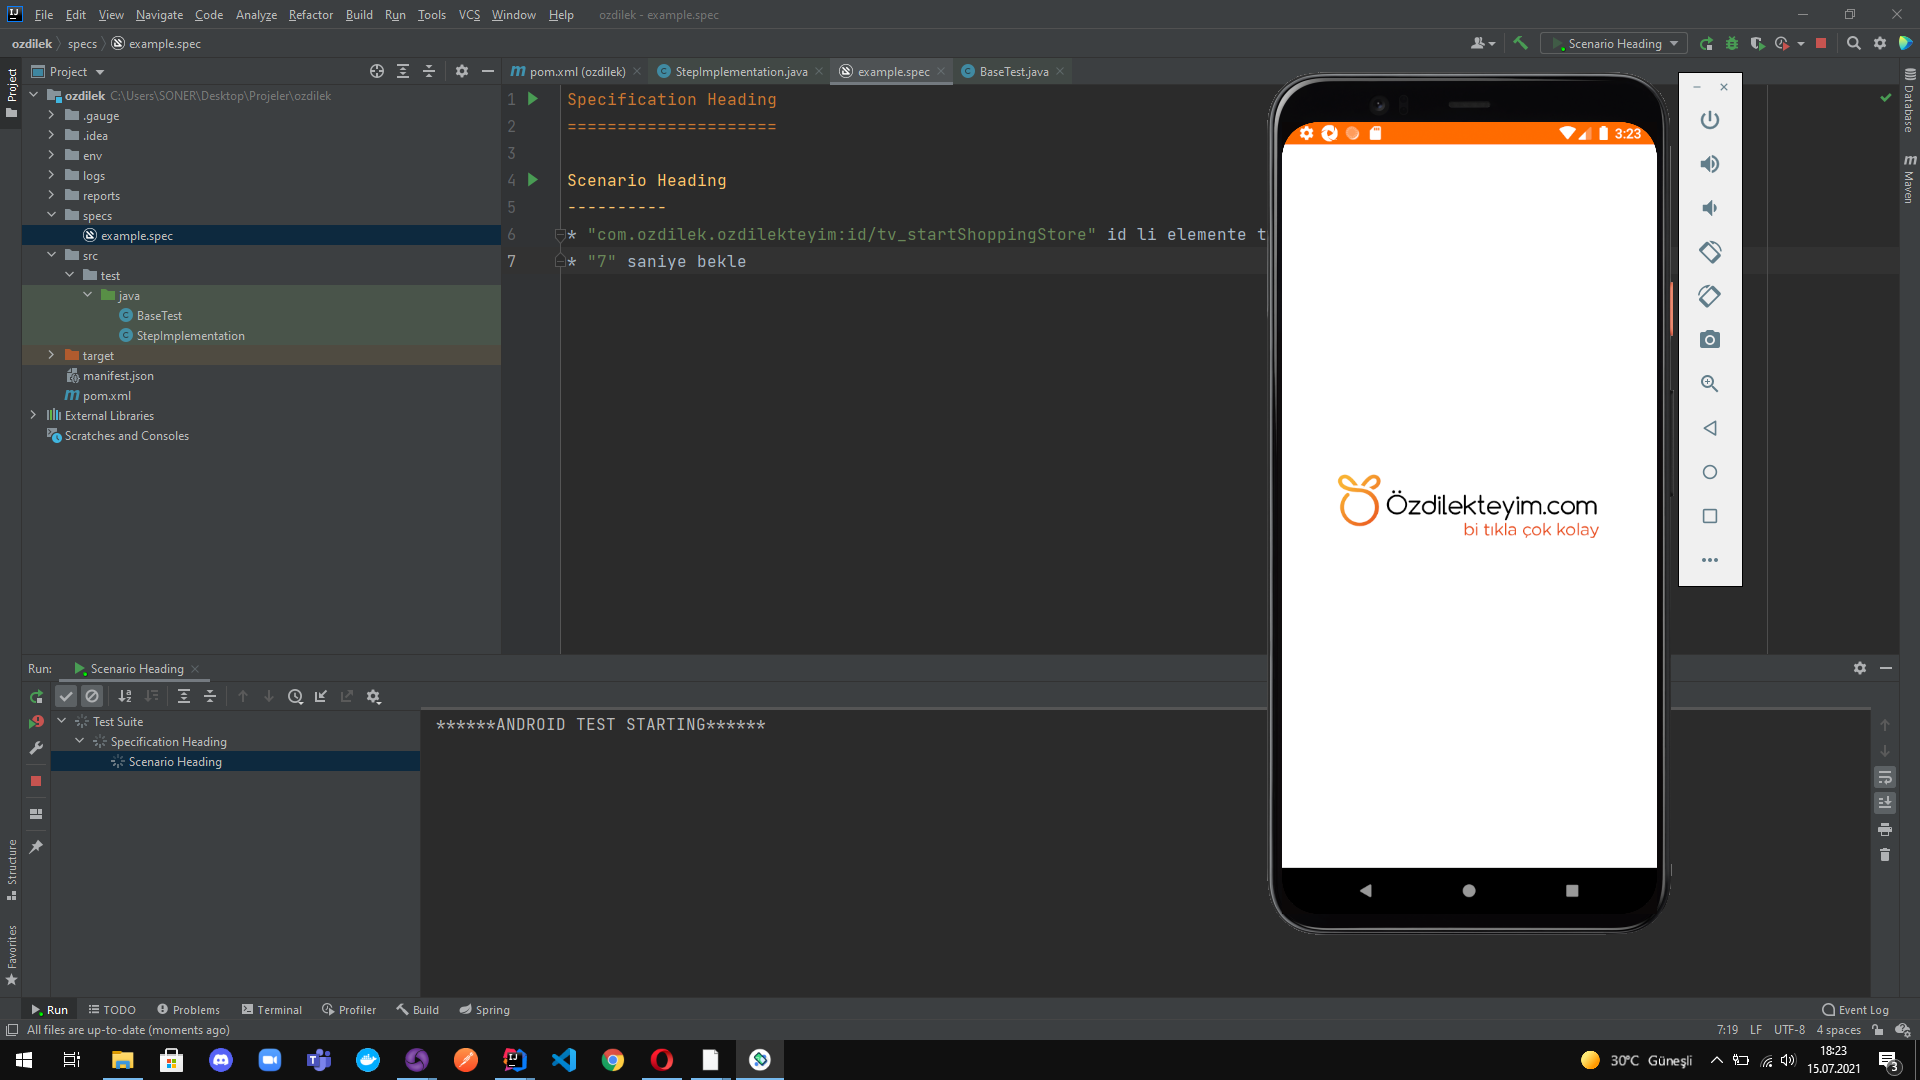 File Edit View Navigate Code Analyze Refactor Build Run Tools VCS Window Help ozdilek - example.spec
ozdilek specs example.spec
Scenario Heading
Project
pom.xml (ozdilek) StepImplementation.java example.spec BaseTest.java
ozdilek C:\Users\SONER\Desktop\Projeler\ozdilek
.gauge
.idea
env
logs
reports
specs
example.spec
src
test
java
BaseTest
StepImplementation
target
manifest.json
pom.xml
External Libraries
Scratches and Consoles
1 Specification Heading
2 =====================
3
4 Scenario Heading
5 ----------
6 * "com.ozdilek.ozdilekteyim:id/tv_startShoppingStore" id li elemente t
7 * "7" saniye bekle
3:23
Özdilekteyim.com
bi tıkla çok kolay
Project
Structure
Favorites
Database
Maven
Run: Scenario Heading
Test Suite
Specification Heading
Scenario Heading
******ANDROID TEST STARTING******
Run TODO Problems Terminal Profiler Build Spring Event Log
All files are up-to-date (moments ago) 7:19 LF UTF-8 4 spaces
30°C Güneşli
18:23
15.07.2021
3